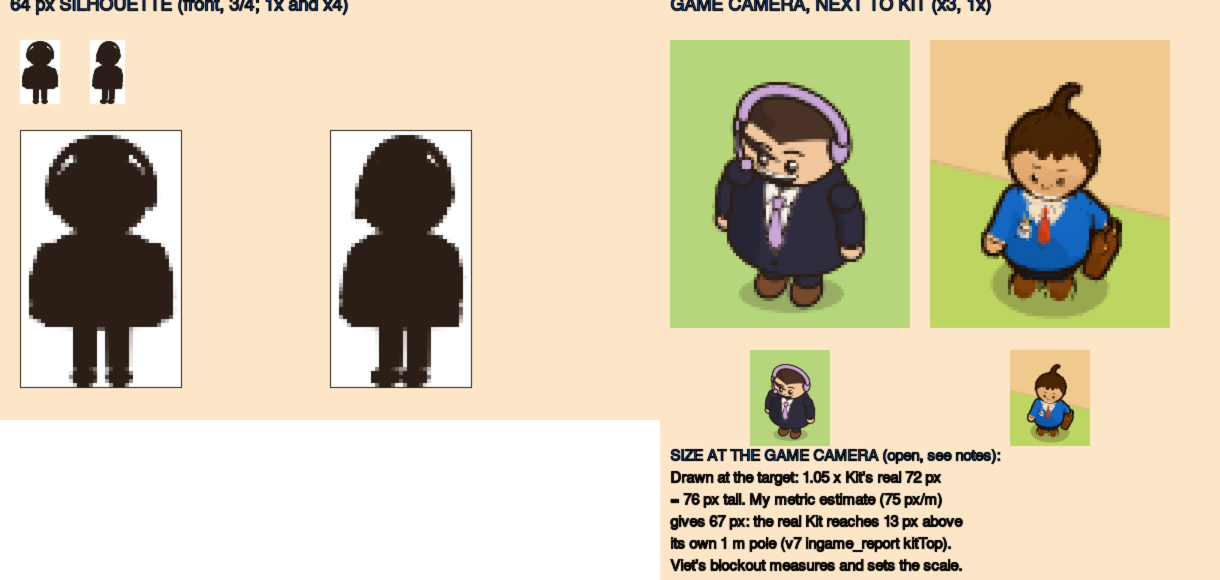 64 px SILHOUETTE (front, 3/4; 1x and x4)
GAME CAMERA, NEXT TO KIT (x3, 1x)
SIZE AT THE GAME CAMERA (open, see notes):
Drawn at the target: 1.05 x Kit's real 72 px
= 76 px tall. My metric estimate (75 px/m)
gives 67 px: the real Kit reaches 13 px above
its own 1 m pole (v7 ingame_report kitTop).
Viet's blockout measures and sets the scale.